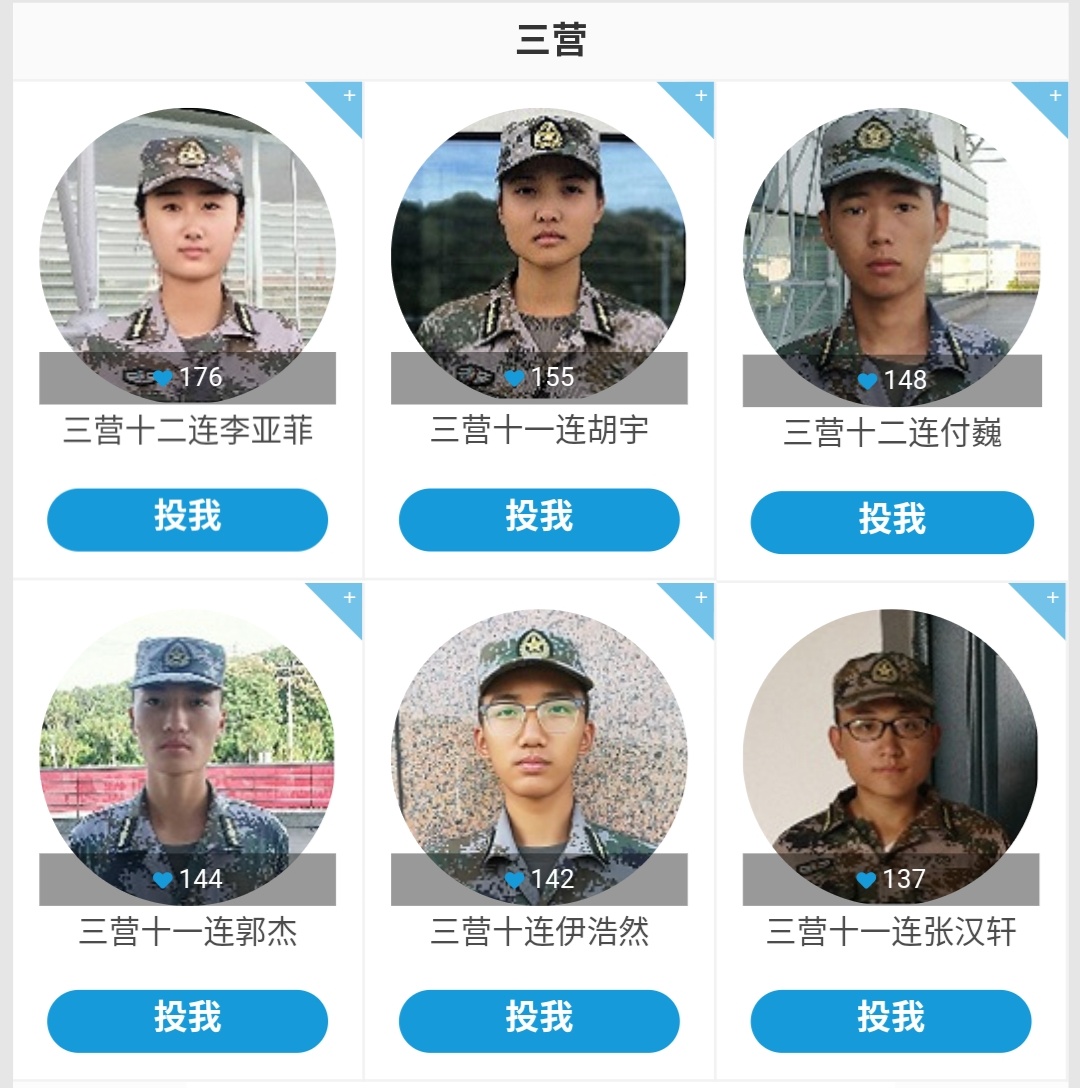 三营
+
+
+
176
155
148
三营十二连李亚菲
三营十一连胡宇
三营十二连付巍
投我
投我
投我
+
+
+
144
142
137
三营十一连郭杰
三营十连伊浩然
三营十一连张汉轩
投我
投我
投我